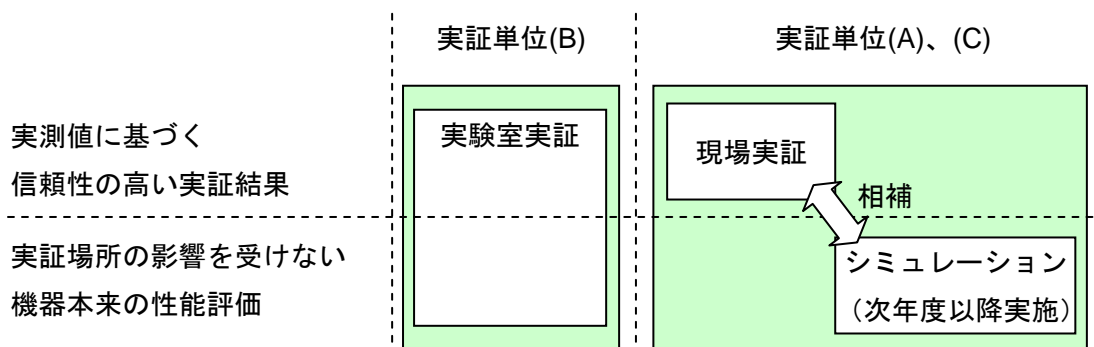 実証単位(B)
実証単位(A)、(C)
実測値に基づく
信頼性の高い実証結果
実験室実証
現場実証
相補
実証場所の影響を受けない
機器本来の性能評価
シミュレーション
（次年度以降実施）